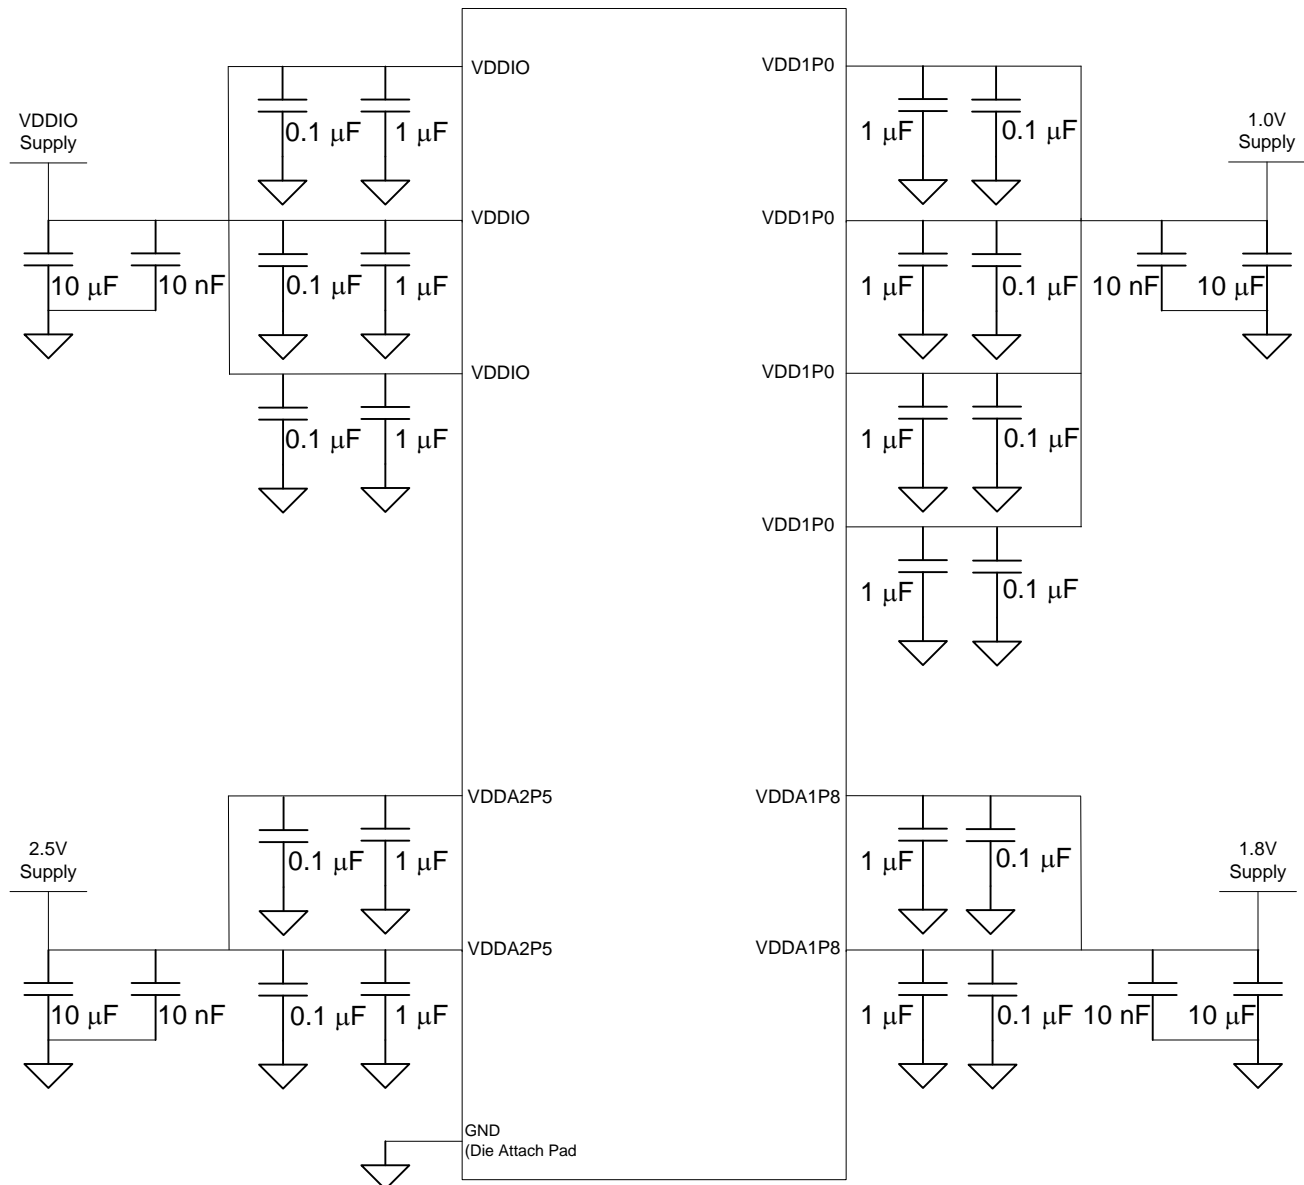 VDDIO
VDD1P0
0.1 µF
1 µF
1 µF
0.1 µF
VDDIO
Supply
1.0V
Supply
VDDIO
VDD1P0
10 µF
10 nF
0.1 µF
1 µF
1 µF
0.1 µF
10 nF
10 µF
VDDIO
VDD1P0
0.1 µF
1 µF
1 µF
0.1 µF
VDD1P0
1 µF
0.1 µF
VDDA2P5
VDDA1P8
0.1 µF
1 µF
1 µF
0.1 µF
2.5V
Supply
1.8V
Supply
VDDA2P5
VDDA1P8
10 µF
10 nF
0.1 µF
1 µF
1 µF
0.1 µF
10 nF
10 µF
GND
(Die Attach Pad